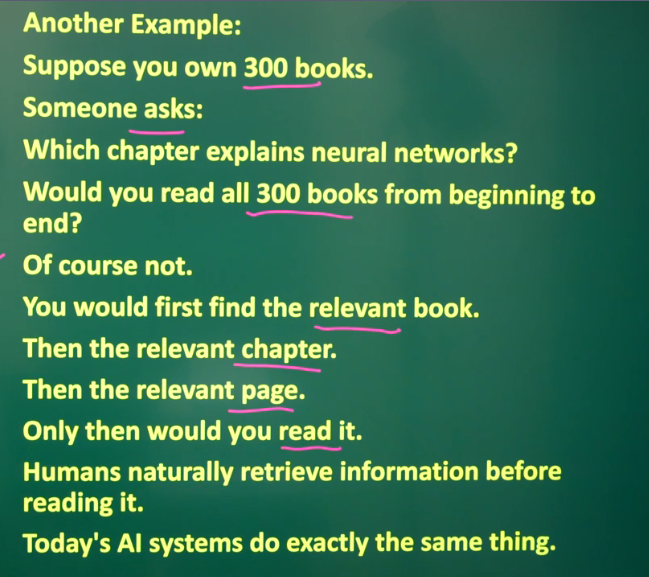 Another Example:
Suppose you own 300 books.
Someone asks:
Which chapter explains neural networks?
Would you read all 300 books from beginning to
end?
Of course not.
You would first find the relevant book.
Then the relevant chapter.
Then the relevant page.
Only then would you read it.
Humans naturally retrieve information before
reading it.
Today's AI systems do exactly the same thing.